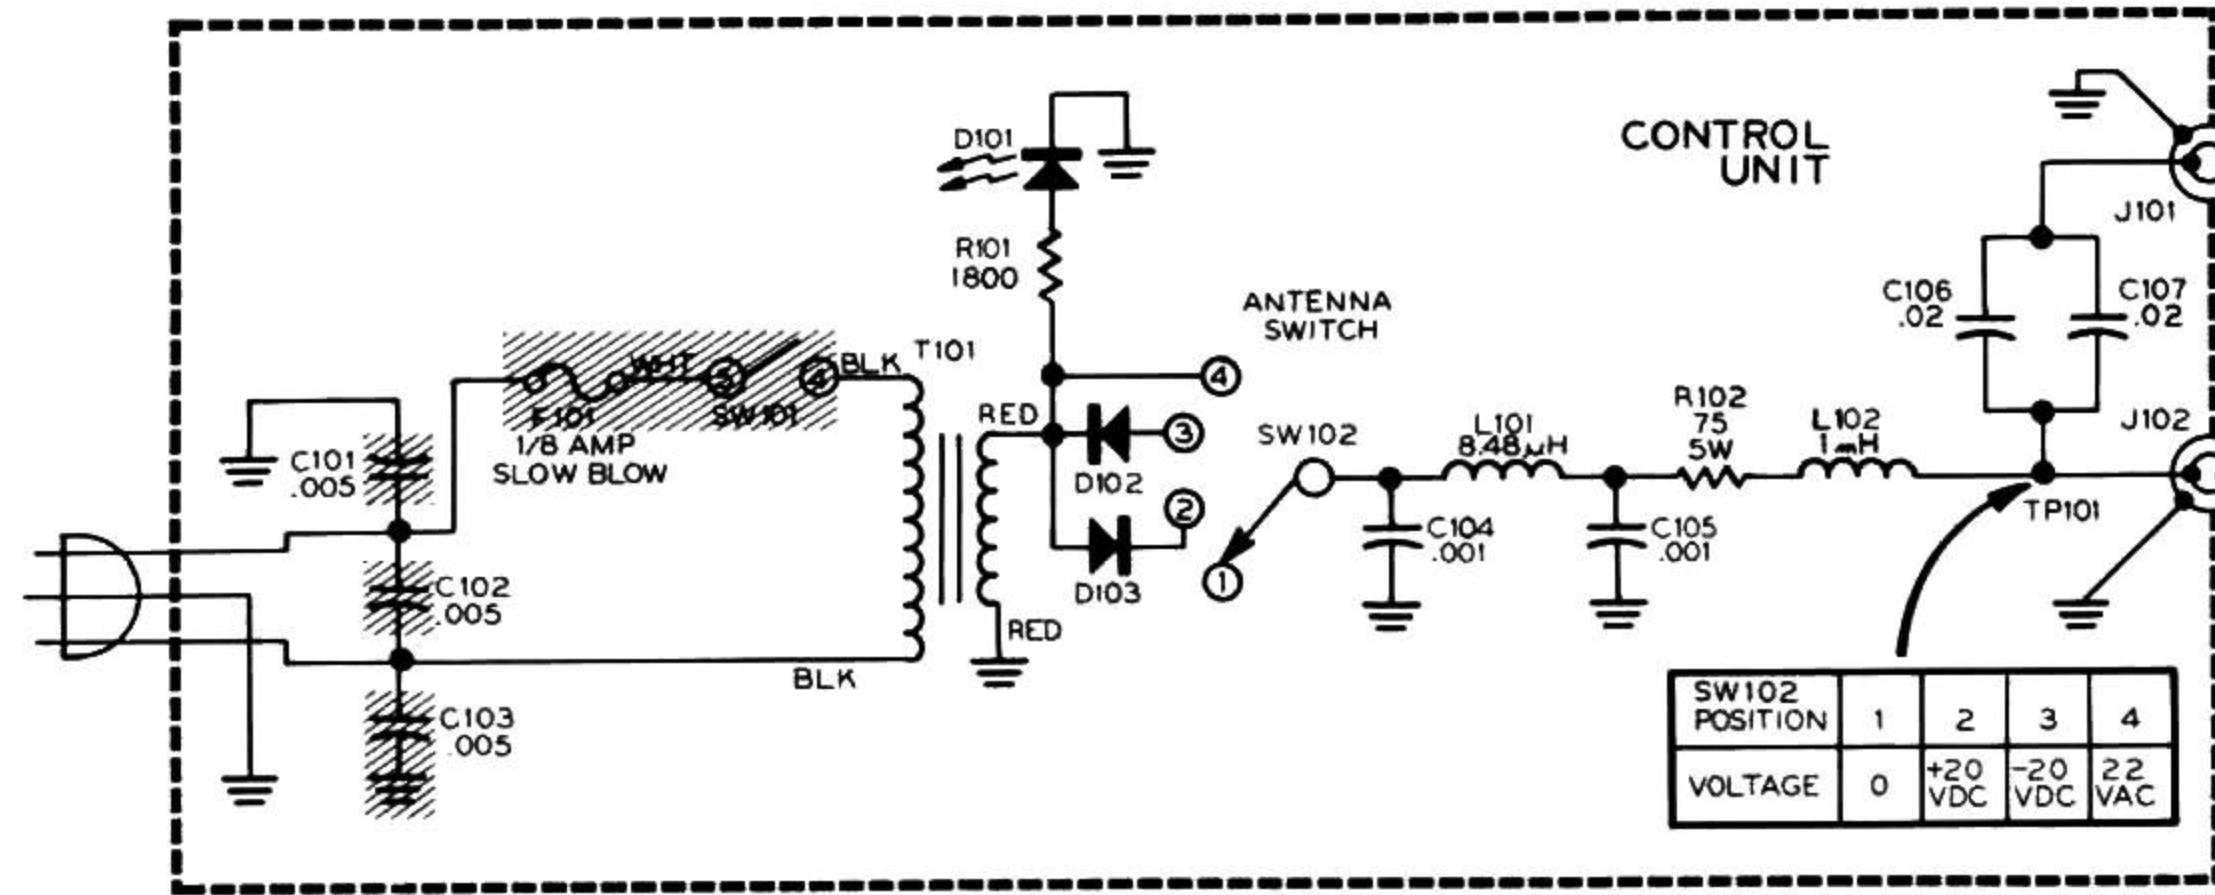 CONTROL
UNIT
D101
R101
1800
ANTENNA
SWITCH
J101
C106
.02
C107
.02
WHT
3
4
BLK
T101
F101
SW101
1/8 AMP
SLOW BLOW
C101
.005
RED
4
3
D102
2
D103
1
SW102
L101
8.48µH
R102
75
5W
L102
1mH
J102
TP101
C104
.001
C105
.001
C102
.005
RED
BLK
C103
.005
SW102
POSITION 1 2 3 4
VOLTAGE 0 +20 VDC -20 VDC 22 VAC